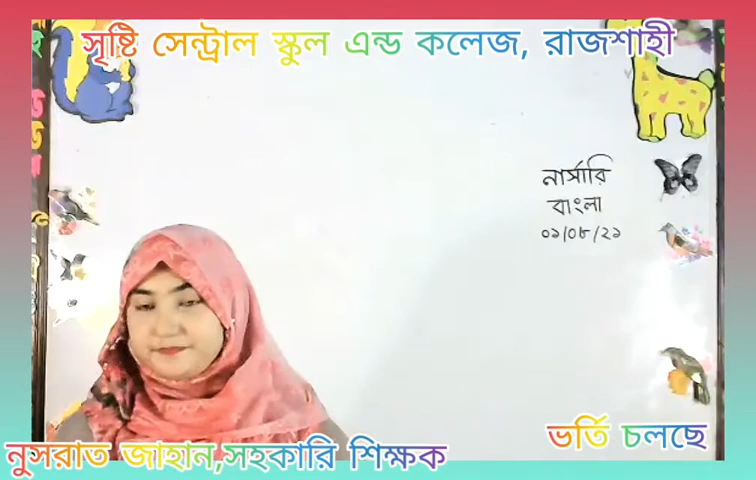 সৃষ্টি সেন্ট্রাল স্কুল এন্ড কলেজ, রাজশাহী
নার্সারি
বাংলা
০১/০৮/২১
ভর্তি চলছে
নুসরাত জাহান,সহকারি শিক্ষক